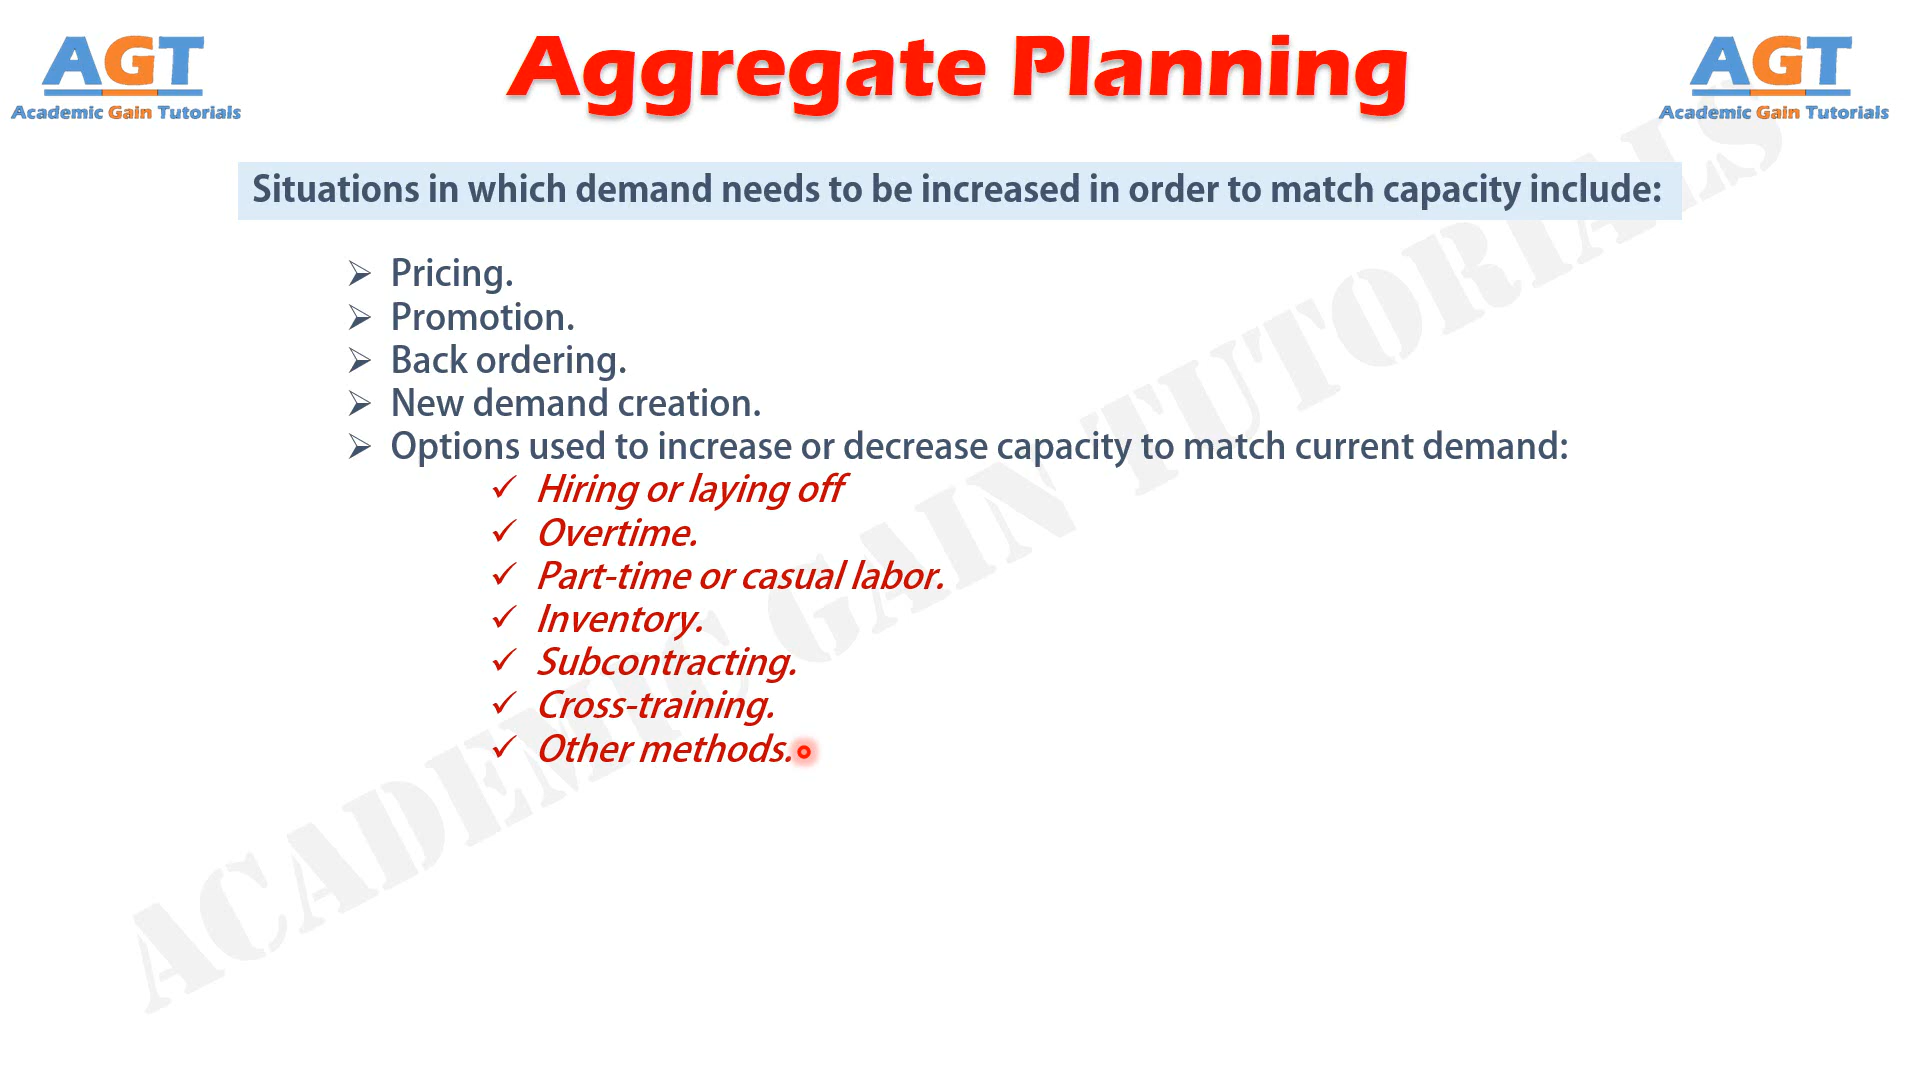 AGT
Academic Gain Tutorials
Aggregate Planning
AGT
Academic Gain Tutorials
Situations in which demand needs to be increased in order to match capacity include:
Pricing.
Promotion.
Back ordering.
New demand creation.
Options used to increase or decrease capacity to match current demand:
Hiring or laying off
Overtime.
Part-time or casual labor.
Inventory.
Subcontracting.
Cross-training.
Other methods.
ACADEMIC GAIN TUTORIALS